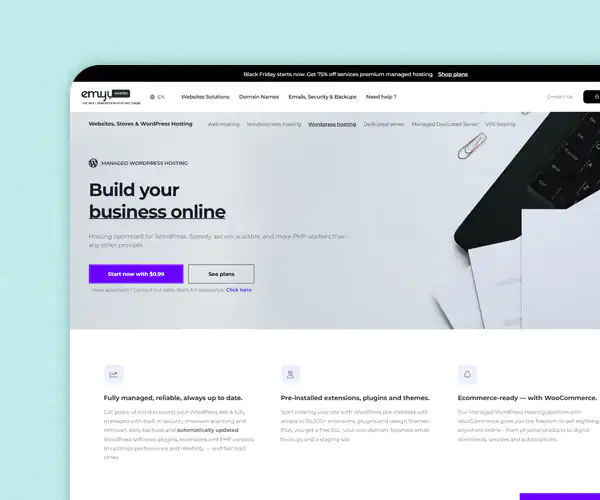 Black Friday starts now. Get 75% off services premium managed hosting Shop plans
emyv
EN Websites Solutions Domain Names Emails, Security & Backups Need help ? Contact Us
Websites, Stores & WordPress Hosting Web Hosting Windows web hosting Wordpress hosting Dedicated server Managed Dedicated Server VPS hosting
MANAGED WORDPRESS HOSTING
Build your
business online
Hosting optimized for WordPress. Speedy, secure, scalable, and more PHP workers than
any other provider.
Start now with $0,99 See plans
Have questions ? Contact our sales team for assistance. Click here
Fully managed, reliable, always up to date.
Get peace of mind knowing your WordPress site is fully
managed with built in security (malware scanning and
removal), daily backups and automatically updated
WordPress software, plugins, extensions and PHP versions
to optimize performance and reliability — and fast load
times.
Pre-installed extensions, plugins and themes.
Start creating your site with WordPress pre-installed with
access to 56,000+ extensions, plugins and design themes.
Plus, you get a free SSL, your own domain, business email
backups and a staging site.
Ecommerce-ready — with WooCommerce.
Our Managed WordPress Hosting positions with
WooCommerce gives you the freedom to sell anything,
anywhere online – from physical products to digital
downloads, services and subscriptions.